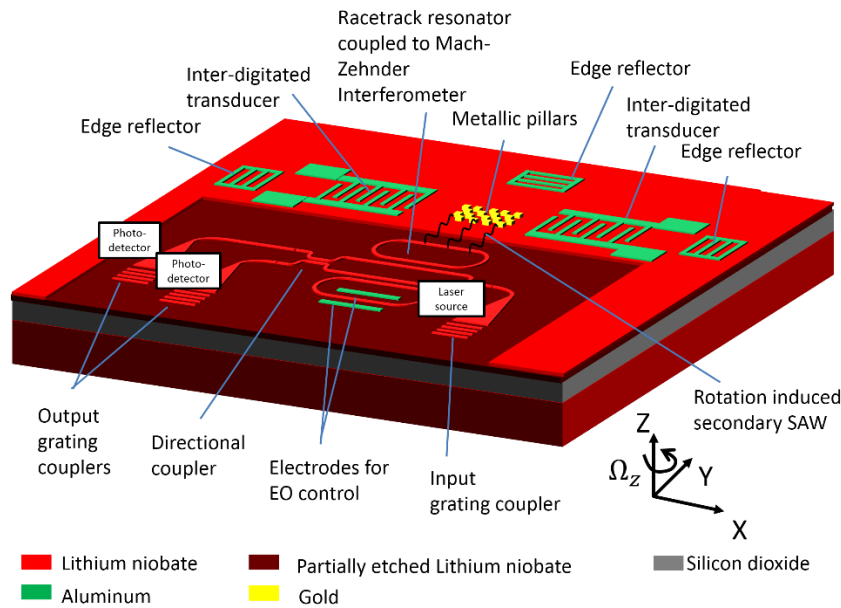 Racetrack resonator
coupled to Mach-
Zehnder
Interferometer
Inter-digitated
transducer
Edge reflector
Metallic pillars
Edge reflector
Inter-digitated
transducer
Edge reflector
Photo-
detector
Photo-
detector
Laser
source
Output
grating
couplers
Directional
coupler
Electrodes for
EO control
Input
grating coupler
Rotation induced
secondary SAW
Z
Ω_z
Y
X
Lithium niobate
Partially etched Lithium niobate
Silicon dioxide
Aluminum
Gold